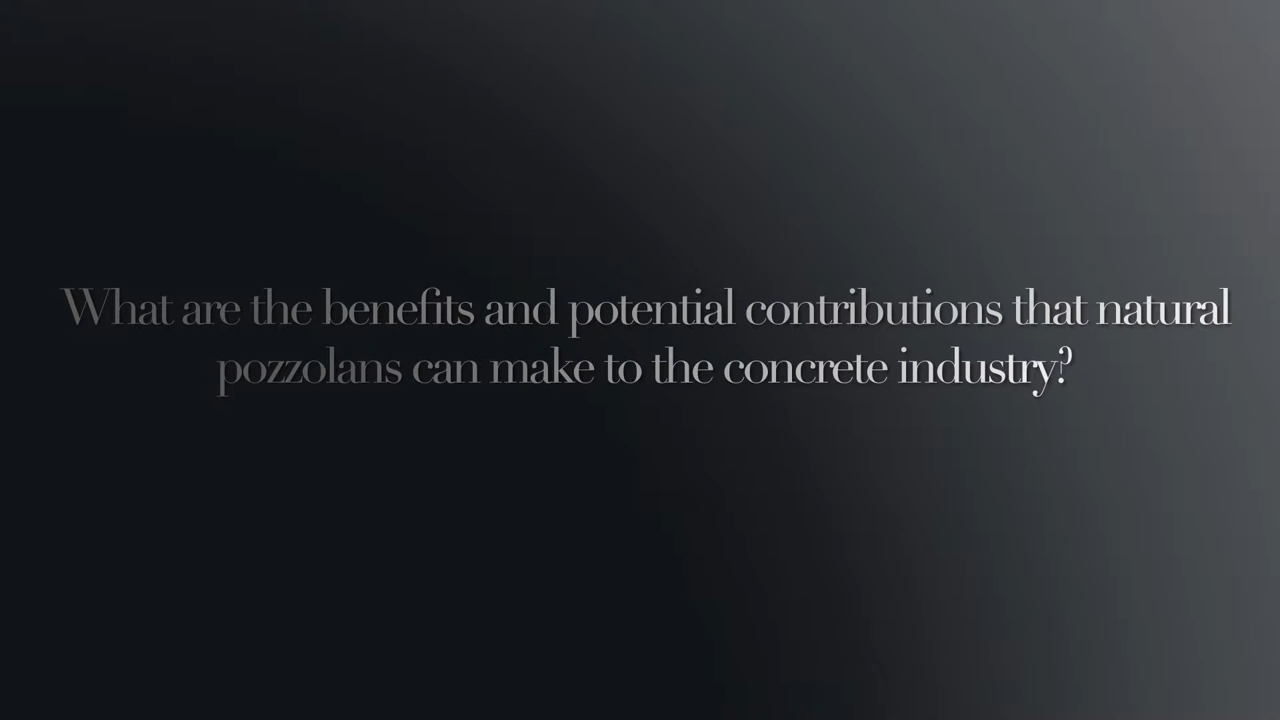 What are the benefits and potential contributions that natural
pozzolans can make to the concrete industry?